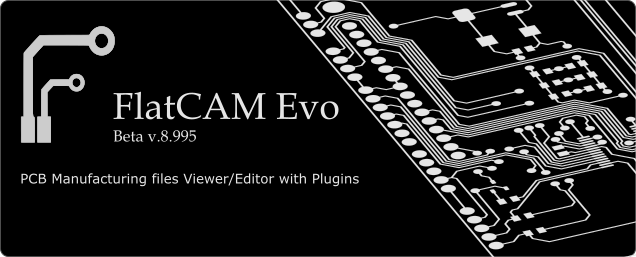 FlatCAM Evo
Beta v.8.995
PCB Manufacturing files Viewer/Editor with Plugins